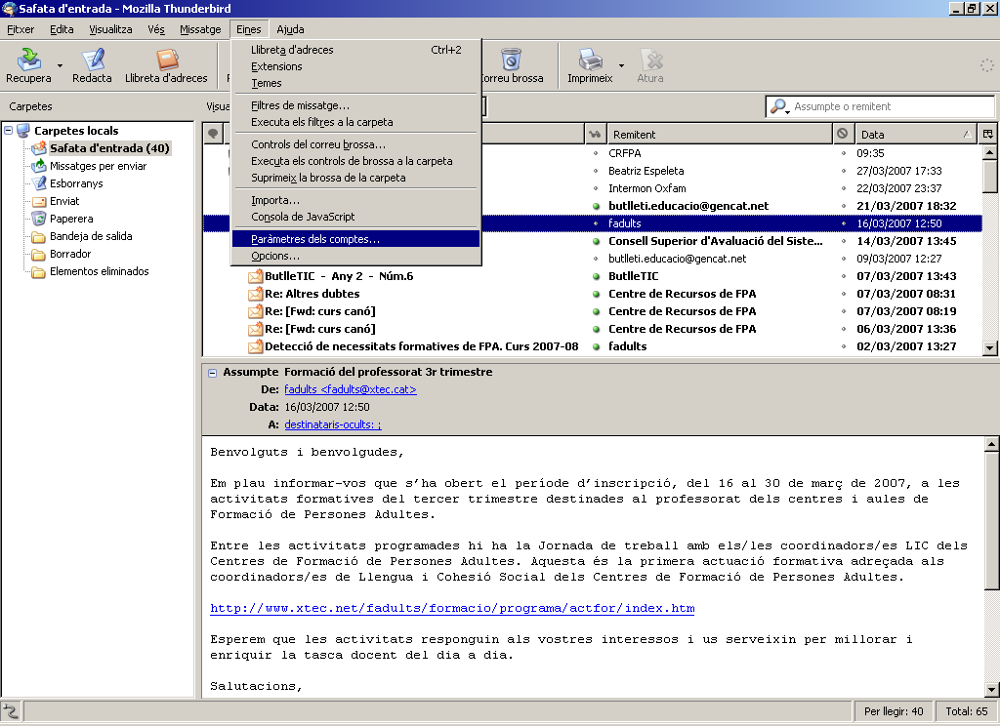 Safata d'entrada - Mozilla Thunderbird
Fitxer Edita Visualitza Vés Missatge Eines Ajuda
Recupera Redacta Llibreta d'adreces Correu brossa Imprimeix Atura
Llibreta d'adreces Ctrl+2
Extensions
Temes
Filtres de missatge...
Executa els filtres a la carpeta
Controls del correu brossa...
Executa els controls de brossa a la carpeta
Suprimeix la brossa de la carpeta
Importa...
Consola de JavaScript
Paràmetres dels comptes...
Opcions...
Carpetes Visua Assumpte o remitent
Carpetes locals
Safata d'entrada (40)
Missatges per enviar
Esborranys
Enviat
Paperera
Bandeja de salida
Borrador
Elementos eliminados
Remitent Data
CRFPA 09:35
Beatriz Espeleta 27/03/2007 17:33
Intermon Oxfam 22/03/2007 23:37
butlleti.educacio@gencat.net 21/03/2007 18:32
fadults 16/03/2007 12:50
Consell Superior d'Avaluació del Siste... 14/03/2007 13:45
butlleti.educacio@gencat.net 09/03/2007 12:27
ButlleTIC - Any 2 - Núm.6 ButlleTIC 07/03/2007 13:43
Re: Altres dubtes Centre de Recursos de FPA 07/03/2007 08:31
Re: [Fwd: curs canó] Centre de Recursos de FPA 07/03/2007 08:19
Re: [Fwd: curs canó] Centre de Recursos de FPA 06/03/2007 13:36
Detecció de necessitats formatives de FPA. Curs 2007-08 fadults 02/03/2007 13:27
Assumpte Formació del professorat 3r trimestre
De: fadults <fadults@xtec.cat>
Data: 16/03/2007 12:50
A: destinataris-ocults: ;
Benvolguts i benvolgudes,
Em plau informar-vos que s'ha obert el període d'inscripció, del 16 al 30 de març de 2007, a les
activitats formatives del tercer trimestre destinades al professorat dels centres i aules de
Formació de Persones Adultes.
Entre les activitats programades hi ha la Jornada de treball amb els/les coordinadors/es LIC dels
Centres de Formació de Persones Adultes. Aquesta és la primera actuació formativa adreçada als
coordinadors/es de Llengua i Cohesió Social dels Centres de Formació de Persones Adultes.
http://www.xtec.net/fadults/formacio/programa/actfor/index.htm
Esperem que les activitats responguin als vostres interessos i us serveixin per millorar i
enriquir la tasca docent del dia a dia.
Salutacions,
Per llegir: 40 Total: 65